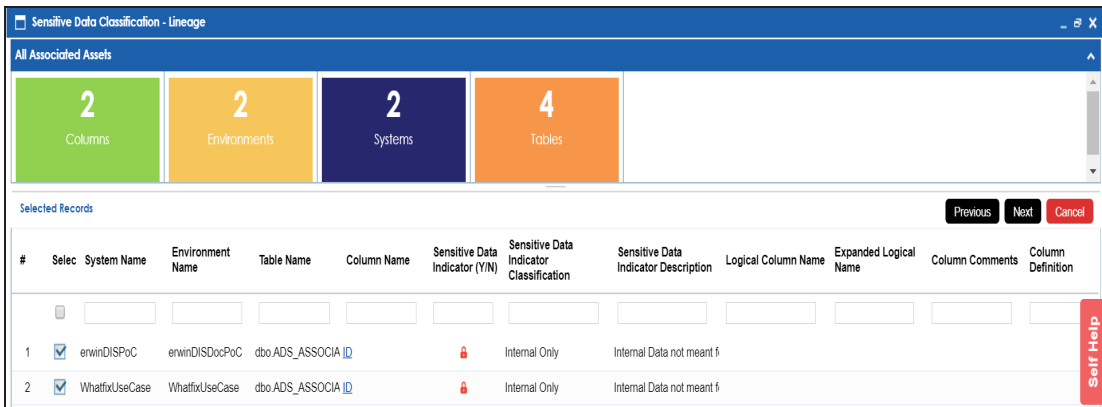 Sensitive Data Classification - Lineage
All Associated Assets
2 2 2 4
Columns Environments Systems Tables
Selected Records Previous Next Cancel
# Selec System Name Environment Name Table Name Column Name Sensitive Data Indicator (Y/N) Sensitive Data Indicator Classification Sensitive Data Indicator Description Logical Column Name Expanded Logical Name Column Comments Column Definition
1 erwinDISPoC erwinDISDocPoC dbo.ADS_ASSOCIA ID Internal Only Internal Data not meant f
2 WhatfixUseCase WhatfixUseCase dbo.ADS_ASSOCIA ID Internal Only Internal Data not meant f
Self Help